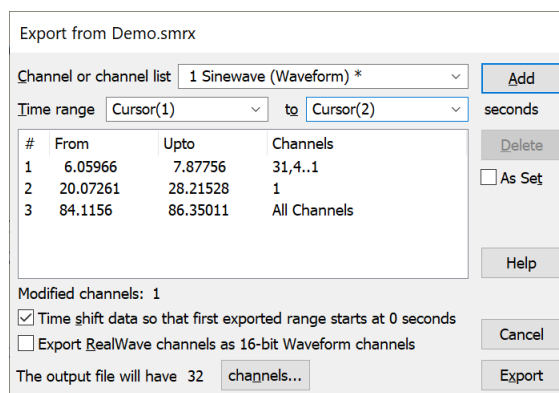 Export from Demo.smrx
Channel or channel list 1 Sinewave (Waveform) * Add
Time range Cursor(1) to Cursor(2) seconds
# From Upto Channels Delete
1 6.05966 7.87756 31,4..1 As Set
2 20.07261 28.21528 1
3 84.1156 86.35011 All Channels
Help
Modified channels: 1
Time shift data so that first exported range starts at 0 seconds
Cancel
Export RealWave channels as 16-bit Waveform channels
The output file will have 32 channels... Export